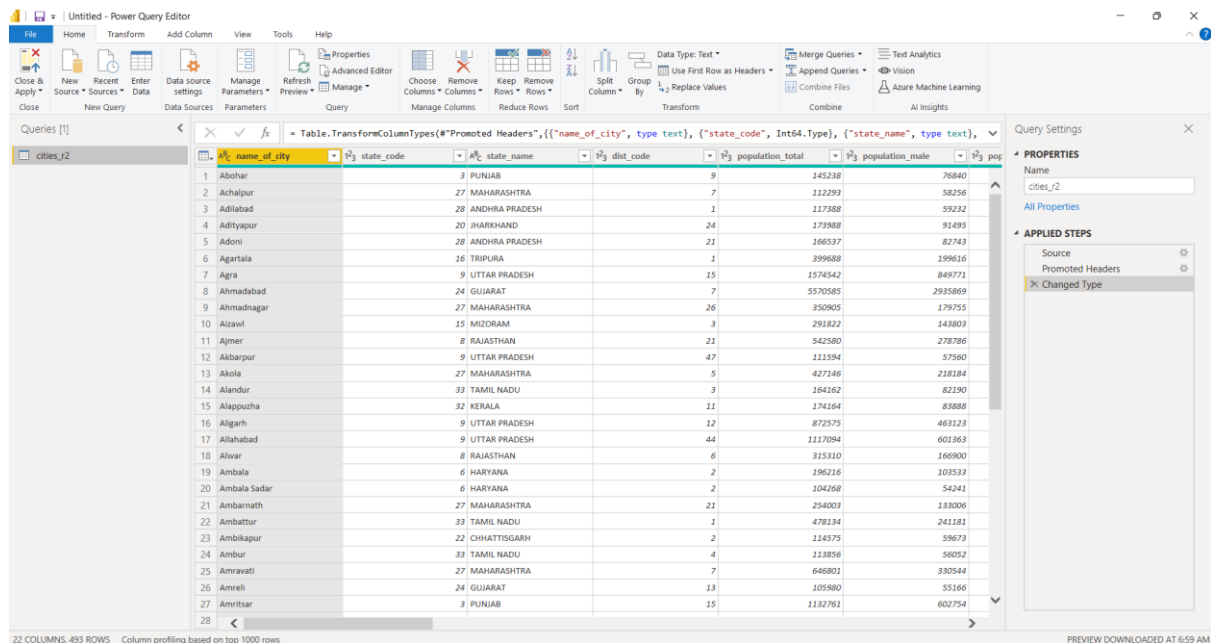 Untitled - Power Query Editor
File Home Transform Add Column View Tools Help
Close & Apply New Source Recent Sources Enter Data Data source settings Manage Parameters Refresh Preview Properties Advanced Editor Manage Choose Columns Remove Columns Keep Rows Remove Rows Split Column Group By Data Type: Text Use First Row as Headers Replace Values Merge Queries Append Queries Combine Files Text Analytics Vision Azure Machine Learning
Close New Query Data Sources Parameters Query Manage Columns Reduce Rows Sort Transform Combine AI Insights
Queries [1]
cities_r2
fx = Table.TransformColumnTypes(#"Promoted Headers",{{"name_of_city", type text}, {"state_code", Int64.Type}, {"state_name", type text},
name_of_city state_code state_name dist_code population_total population_male pop
1 Abohar 3 PUNJAB 9 145238 76840
2 Achalpur 27 MAHARASHTRA 7 112293 58256
3 Adilabad 28 ANDHRA PRADESH 1 117388 59232
4 Adityapur 20 JHARKHAND 24 173988 91495
5 Adoni 28 ANDHRA PRADESH 21 166537 82743
6 Agartala 16 TRIPURA 1 399688 199616
7 Agra 9 UTTAR PRADESH 15 1574542 849771
8 Ahmadabad 24 GUJARAT 7 5570585 2935869
9 Ahmadnagar 27 MAHARASHTRA 26 350905 179755
10 Aizawl 15 MIZORAM 3 291822 143803
11 Ajmer 8 RAJASTHAN 21 542580 278786
12 Akbarpur 9 UTTAR PRADESH 47 111594 57560
13 Akola 27 MAHARASHTRA 5 427146 218184
14 Alandur 33 TAMIL NADU 3 164162 82190
15 Alappuzha 32 KERALA 11 174164 83888
16 Aligarh 9 UTTAR PRADESH 12 872575 463123
17 Allahabad 9 UTTAR PRADESH 44 1117094 601363
18 Alwar 8 RAJASTHAN 6 315310 166900
19 Ambala 6 HARYANA 2 196216 103533
20 Ambala Sadar 6 HARYANA 2 104268 54241
21 Ambarnath 27 MAHARASHTRA 21 254003 133006
22 Ambattur 33 TAMIL NADU 1 478134 241181
23 Ambikapur 22 CHHATTISGARH 2 114575 59673
24 Ambur 33 TAMIL NADU 4 113856 56052
25 Amravati 27 MAHARASHTRA 7 646801 330544
26 Amreli 24 GUJARAT 13 105980 55166
27 Amritsar 3 PUNJAB 15 1132761 602754
28
Query Settings
PROPERTIES
Name
cities_r2
All Properties
APPLIED STEPS
Source
Promoted Headers
Changed Type
22 COLUMNS, 493 ROWS Column profiling based on top 1000 rows PREVIEW DOWNLOADED AT 6:59 AM